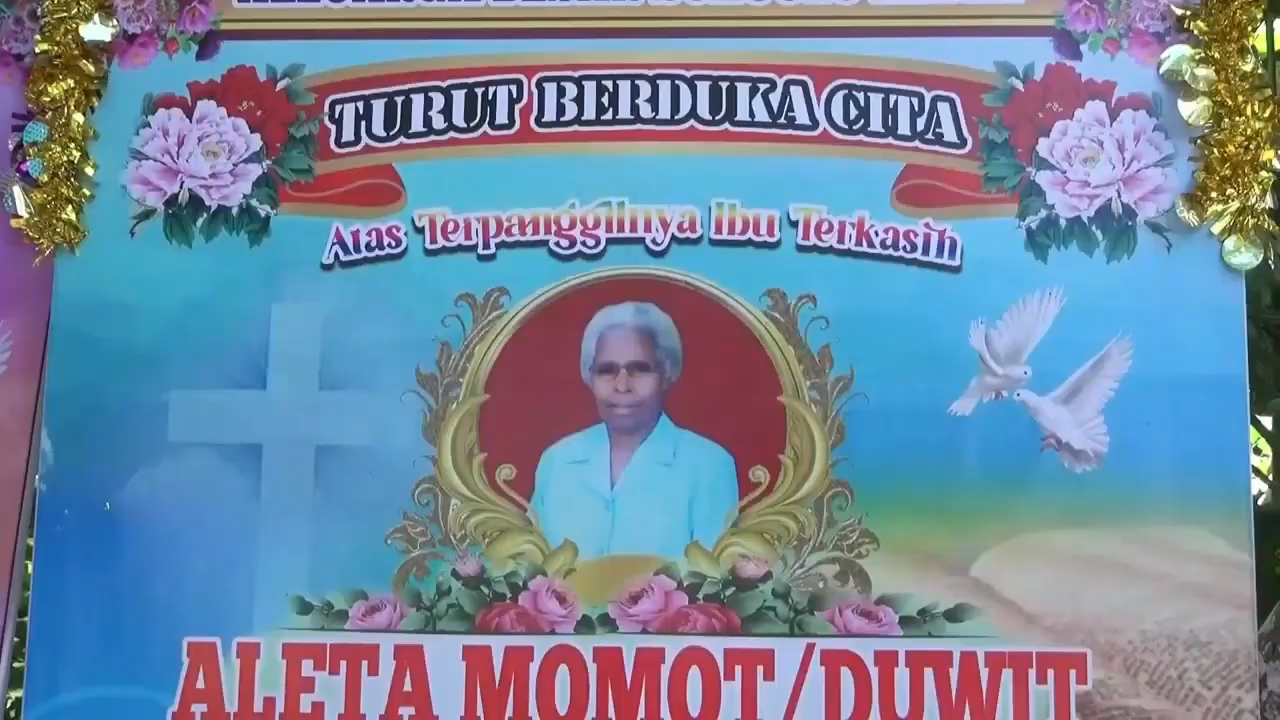 TURUT BERDUKA CITA
Atas Terpanggilnya Ibu Terkasih
ALETA MOMOT/DUWIT